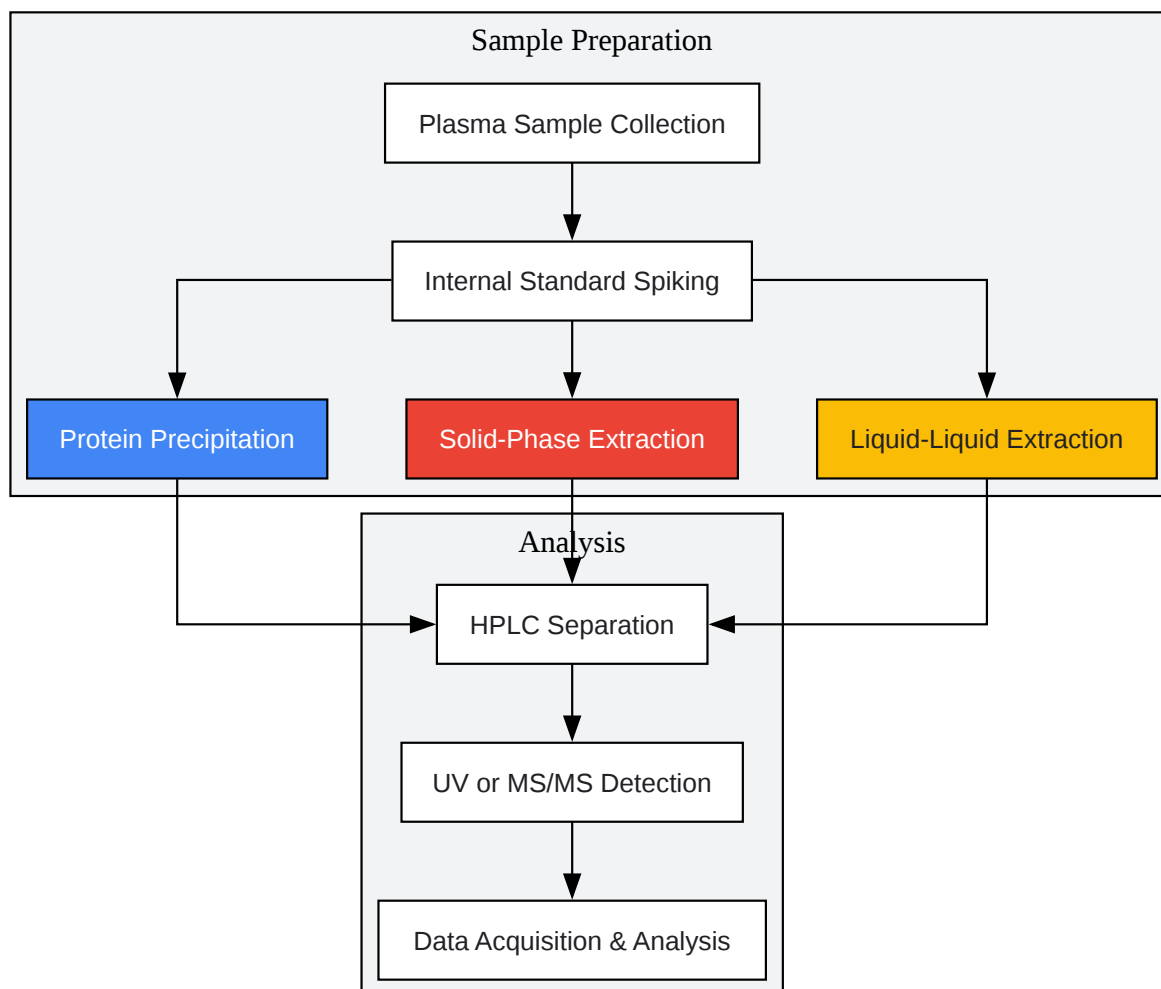 Sample Preparation
Plasma Sample Collection
Internal Standard Spiking
Protein Precipitation
Solid-Phase Extraction
Liquid-Liquid Extraction
Analysis
HPLC Separation
UV or MS/MS Detection
Data Acquisition & Analysis